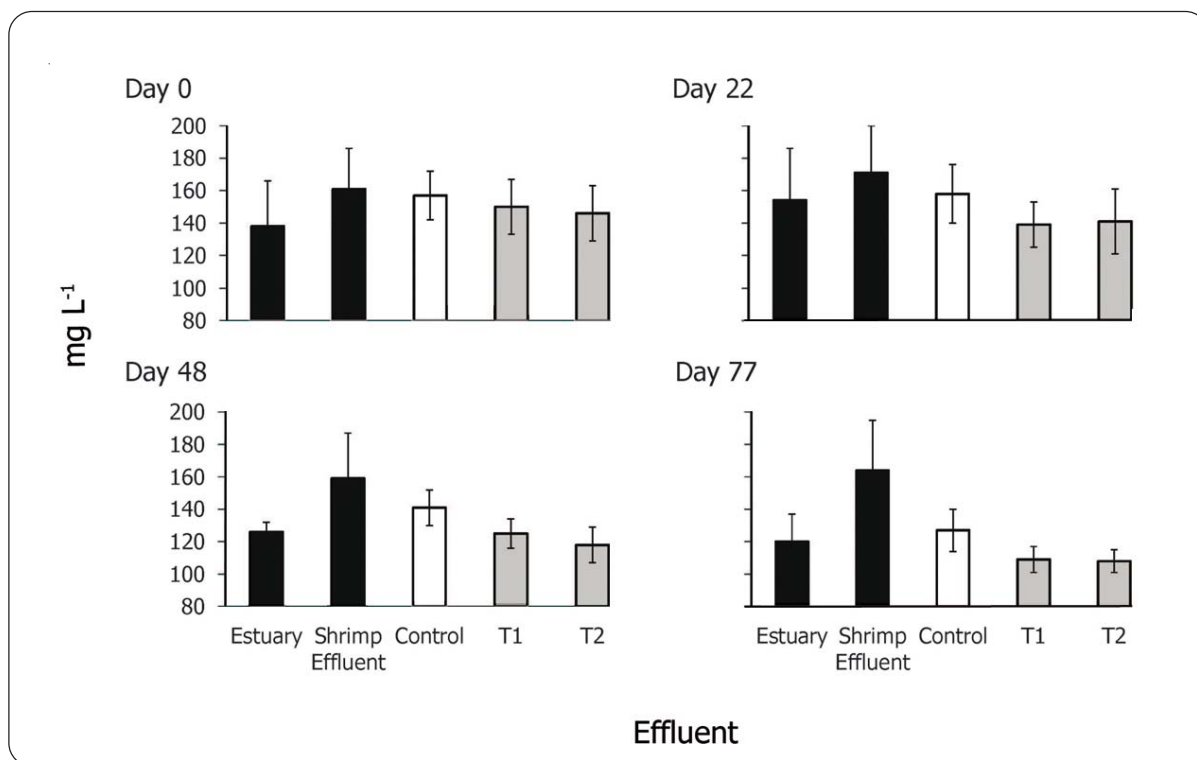 Day 0
200
180
160
140
120
100
80
Day 22
mg L⁻¹
Day 48
200
180
160
140
120
100
80
Estuary Shrimp Effluent Control T1 T2
Day 77
Estuary Shrimp Effluent Control T1 T2
Effluent